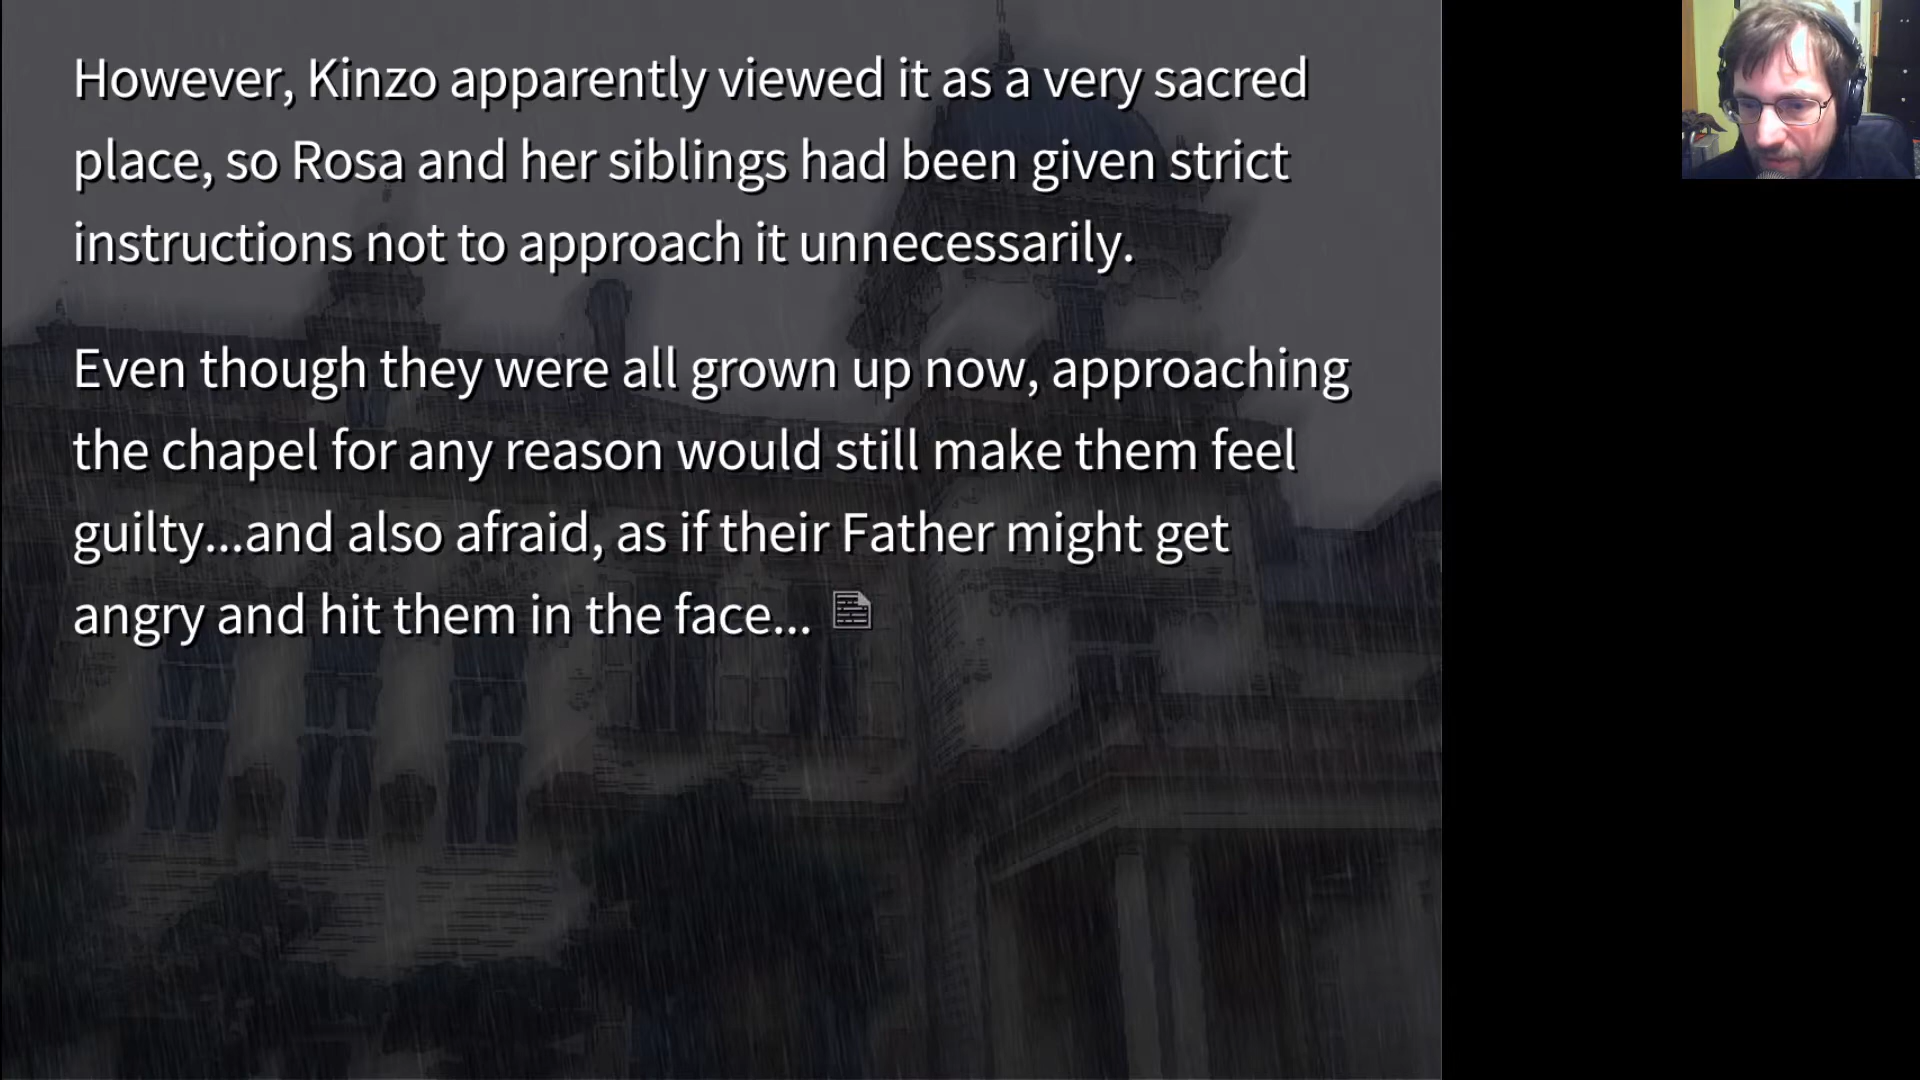 However, Kinzo apparently viewed it as a very sacred
place, so Rosa and her siblings had been given strict
instructions not to approach it unnecessarily.
Even though they were all grown up now, approaching
the chapel for any reason would still make them feel
guilty...and also afraid, as if their Father might get
angry and hit them in the face...